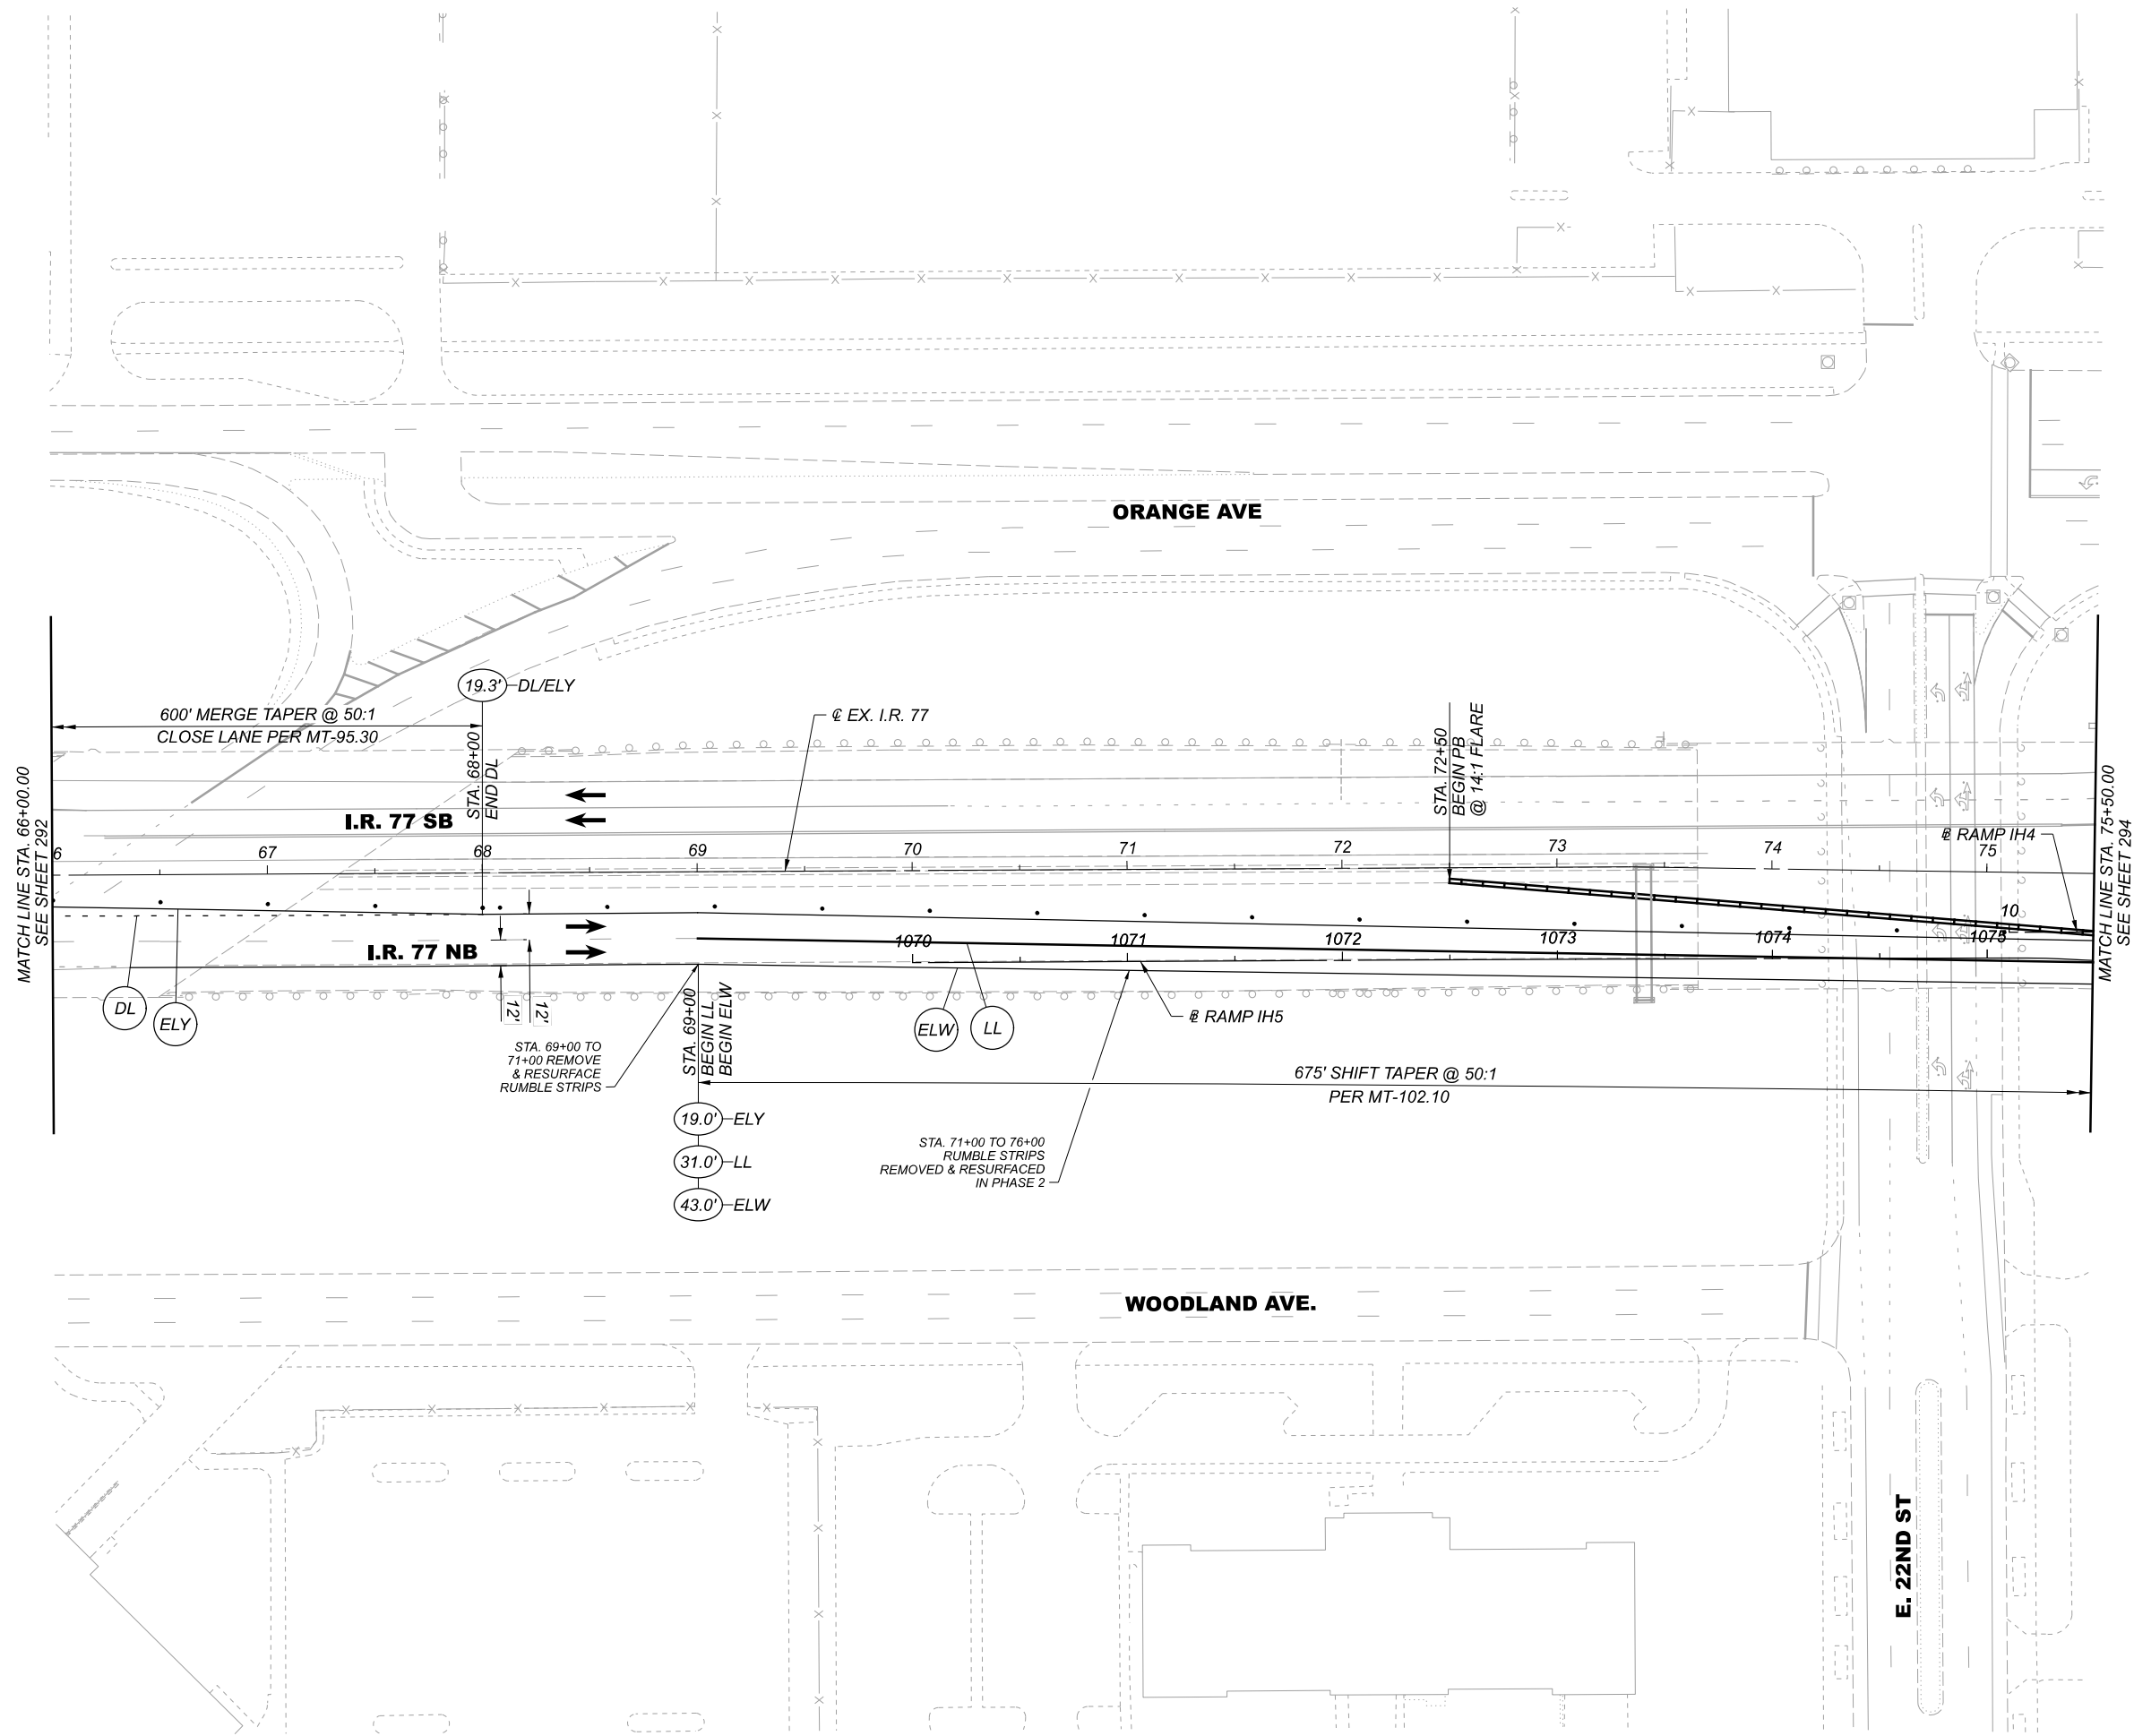 ORANGE AVE
19.3' DL/ELY
600' MERGE TAPER @ 50:1
CLOSE LANE PER MT-95.30
℄ EX. I.R. 77
STA. 68+00
END DL
STA. 72+50
BEGIN PB
@ 14:1 FLARE
MATCH LINE STA. 66+00.00
SEE SHEET 292
MATCH LINE STA. 75+50.00
SEE SHEET 294
I.R. 77 SB
℄ RAMP IH4
6 67 68 69 70 71 72 73 74 75
10
I.R. 77 NB
1070 1071 1072 1073 1074 1075
DL
ELY
12'
12'
STA. 69+00
BEGIN LL
BEGIN ELW
ELW
LL
℄ RAMP IH5
STA. 69+00 TO
71+00 REMOVE
& RESURFACE
RUMBLE STRIPS
675' SHIFT TAPER @ 50:1
PER MT-102.10
19.0' ELY
31.0' LL
43.0' ELW
STA. 71+00 TO 76+00
RUMBLE STRIPS
REMOVED & RESURFACED
IN PHASE 2
WOODLAND AVE.
E. 22ND ST